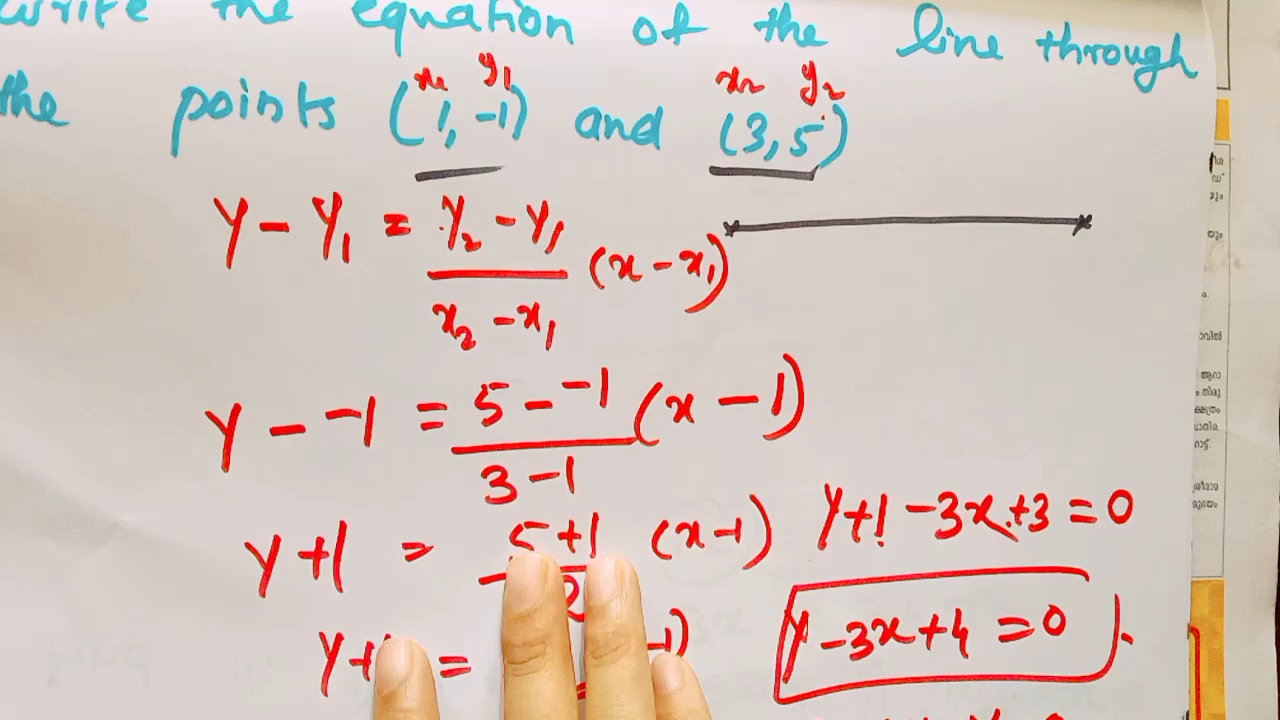 write the equation of the line through
the points (1, -1) and (3, 5)
x₁ y₁ x₂ y₂
y - y₁ = y₂ - y₁ / x₂ - x₁ (x - x₁)
y - -1 = 5 - -1 / 3 - 1 (x - 1)
y + 1 = 5 + 1 / 2 (x - 1)
y + = - 1)
y + 1 - 3x + 3 = 0
y - 3x + 4 = 0